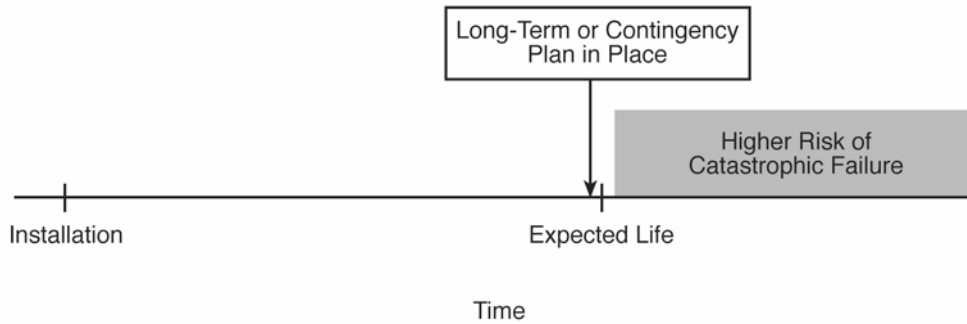 Long-Term or Contingency
Plan in Place
Higher Risk of
Catastrophic Failure
Installation
Expected Life
Time